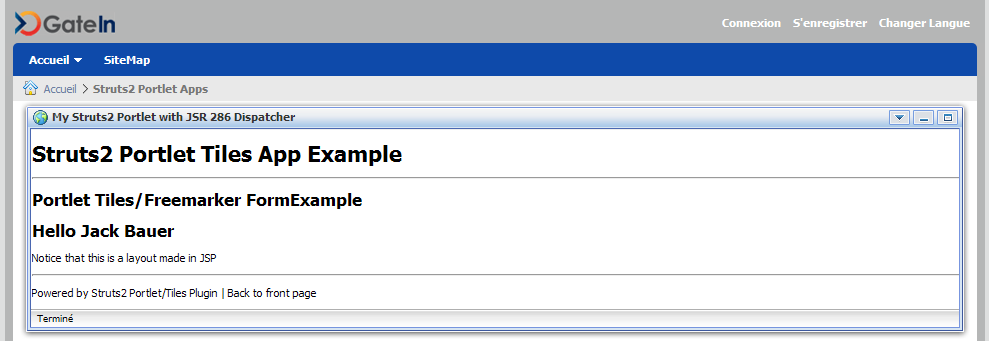 GateIn
Connexion S'enregistrer Changer Langue
Accueil SiteMap
Accueil > Struts2 Portlet Apps
My Struts2 Portlet with JSR 286 Dispatcher
Struts2 Portlet Tiles App Example
Portlet Tiles/Freemarker FormExample
Hello Jack Bauer
Notice that this is a layout made in JSP
Powered by Struts2 Portlet/Tiles Plugin | Back to front page
Terminé